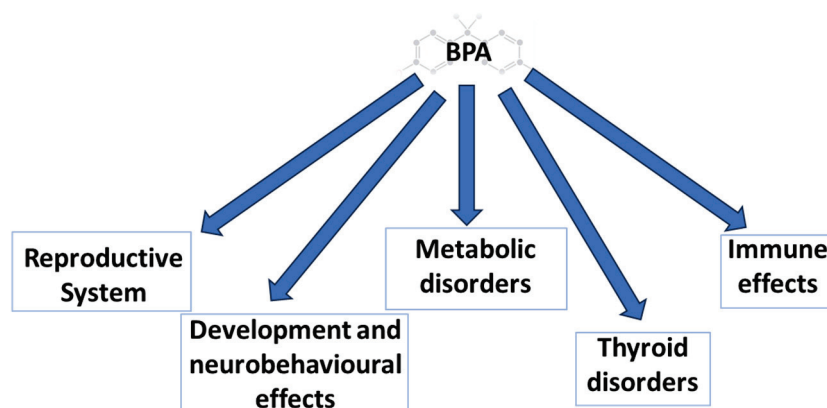 BPA
Reproductive
System
Development and
neurobehavioural
effects
Metabolic
disorders
Thyroid
disorders
Immune
effects